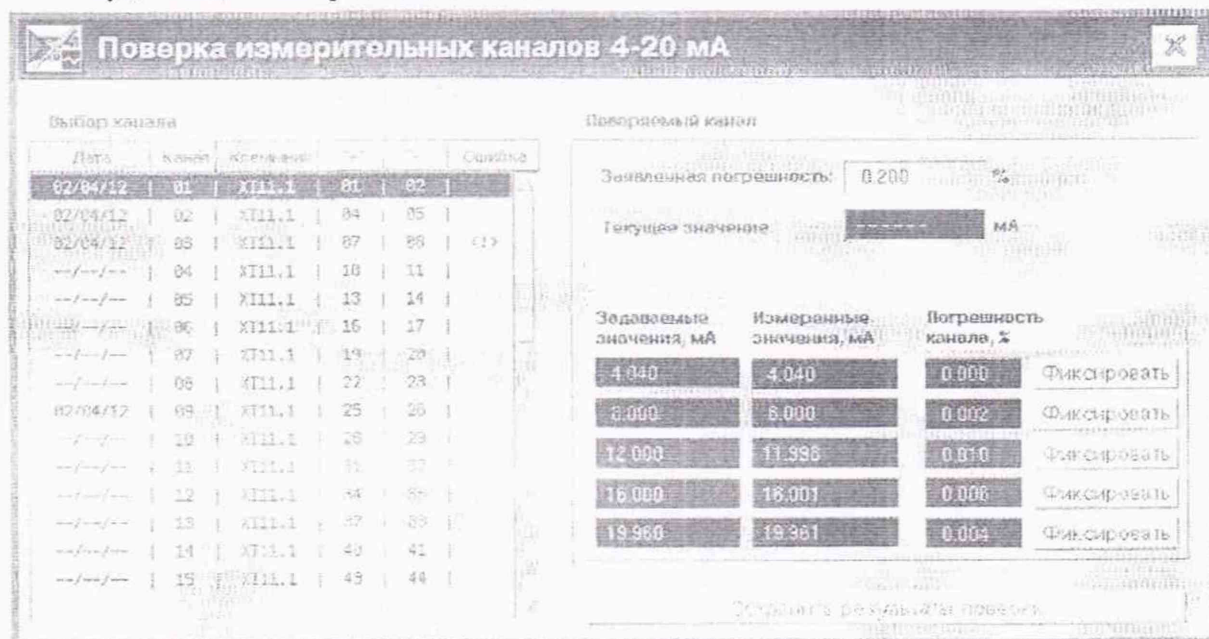 Поверка измерительных каналов 4-20 мА
Выбор канала
Дата Канал Клеммник "+" "-" Ошибка
02/04/12 | 01 | XT11.1 | 01 | 02 |
02/04/12 | 02 | XT11.1 | 04 | 05 |
02/04/12 | 03 | XT11.1 | 07 | 08 | <!>
--/--/-- | 04 | XT11.1 | 10 | 11 |
--/--/-- | 05 | XT11.1 | 13 | 14 |
--/--/-- | 06 | XT11.1 | 16 | 17 |
--/--/-- | 07 | XT11.1 | 19 | 20 |
--/--/-- | 08 | XT11.1 | 22 | 23 |
02/04/12 | 09 | XT11.1 | 25 | 26 |
--/--/-- | 10 | XT11.1 | 28 | 29
--/--/-- | 11 | XT11.1 | 31 | 32
--/--/-- | 12 | XT11.1 | 34 | 35 |
--/--/-- | 13 | XT11.1 | 37 | 38 |
--/--/-- | 14 | XT11.1 | 40 | 41 |
--/--/-- | 15 | XT11.1 | 43 | 44 |
Поверяемый канал
Заявленная погрешность: 0.200 %
Текущее значение ------ мА
Задаваемые значения, мА
Измеренные значения, мА
Погрешность канала, %
4.040 4.040 0.000 Фиксировать
8.000 8.000 0.002 Фиксировать
12.000 11.998 0.010 Фиксировать
16.000 16.001 0.006 Фиксировать
19.960 19.961 0.004 Фиксировать
Сохранить результаты поверки